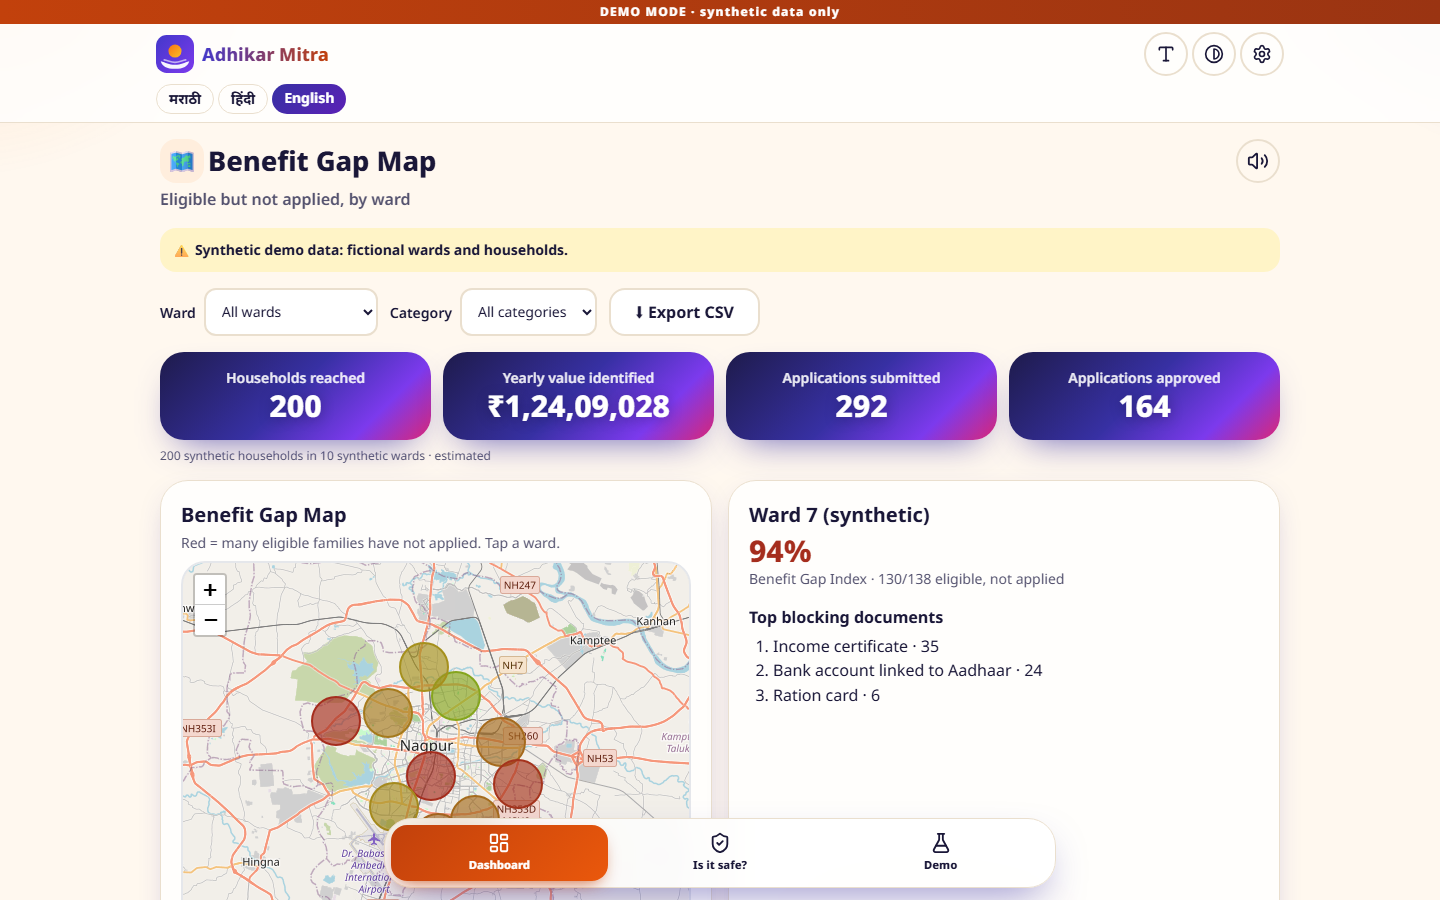 DEMO MODE · synthetic data only
Adhikar Mitra
मराठी
हिंदी
English
Benefit Gap Map
Eligible but not applied, by ward
Synthetic demo data: fictional wards and households.
Ward
All wards
Category
All categories
⬇ Export CSV
Households reached
200
Yearly value identified
₹1,24,09,028
Applications submitted
292
Applications approved
164
200 synthetic households in 10 synthetic wards · estimated
Benefit Gap Map
Red = many eligible families have not applied. Tap a ward.
+
−
NH247
Kanhan
Kamptee
NH7
NH353I
Nagpur
SH260
NH53
NH353D
Hingna
Dr. Babas
Ambedk
Internatio
Airport
Ward 7 (synthetic)
94%
Benefit Gap Index · 130/138 eligible, not applied
Top blocking documents
1. Income certificate · 35
2. Bank account linked to Aadhaar · 24
3. Ration card · 6
Dashboard
Is it safe?
Demo